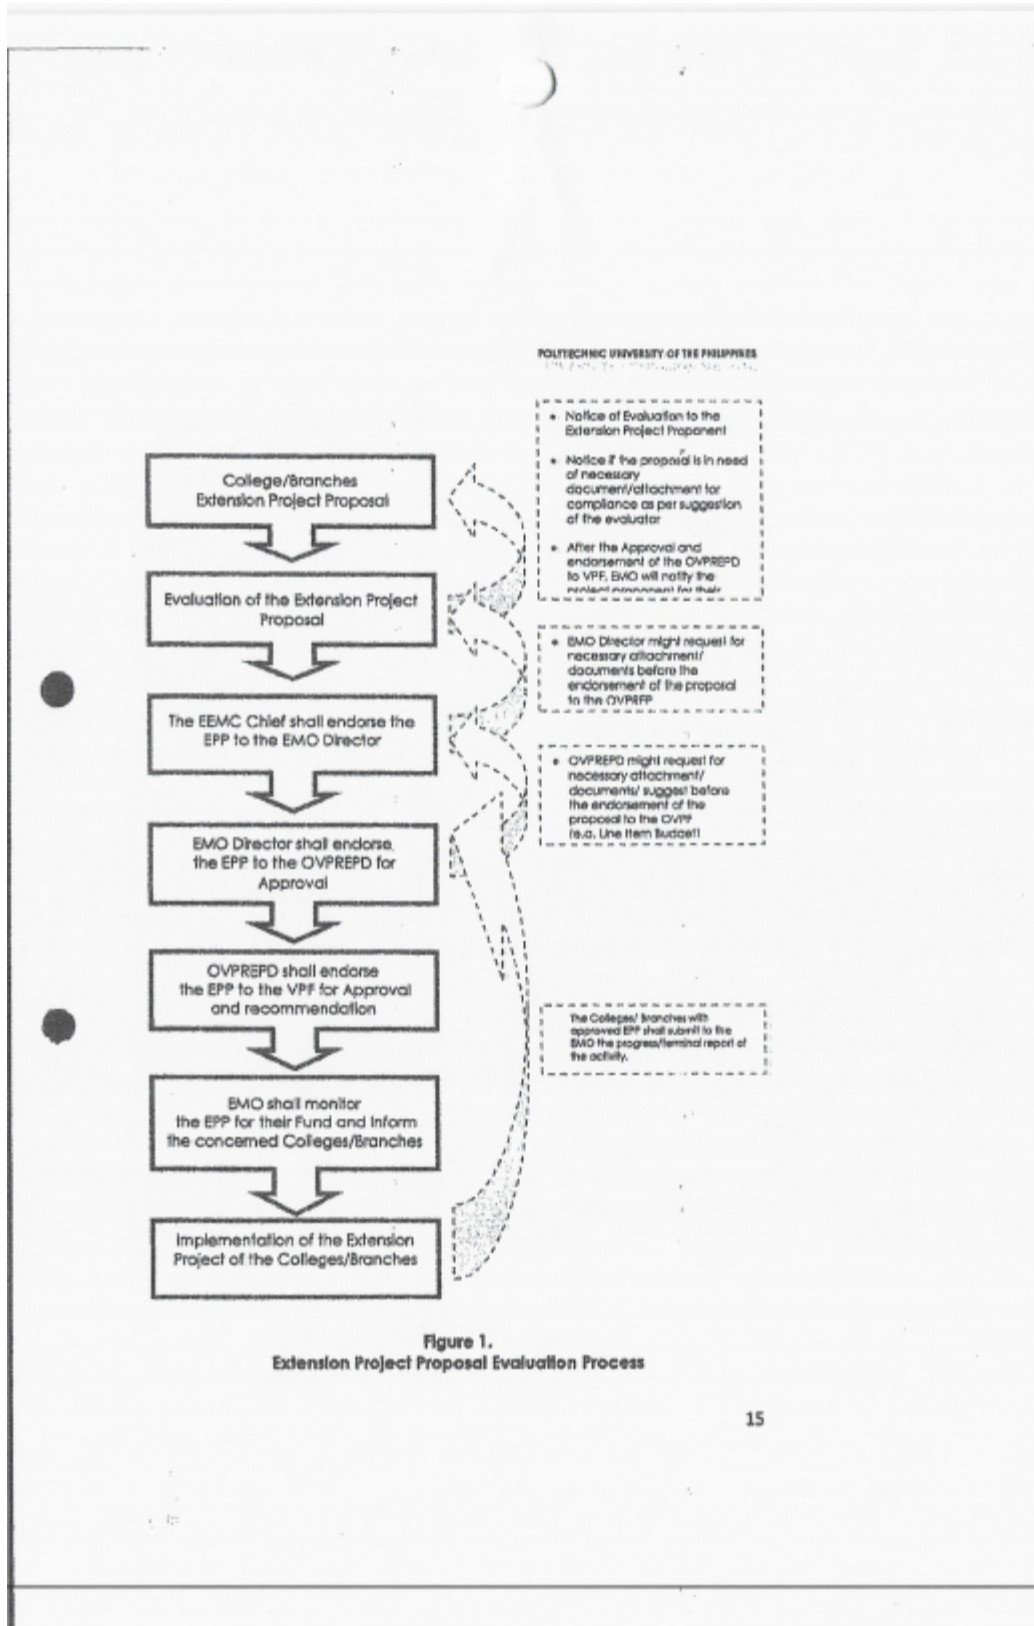 POLYTECHNIC UNIVERSITY OF THE PHILIPPINES
• Notice of Evaluation to the
Extension Project Proponent
• Notice if the proposal is in need
of necessary
document/attachment for
compliance as per suggestion
of the evaluator
• After the Approval and
endorsement of the OVPREPD
to VPF, EMO will notify the
project proponent for their
College/Branches
Extension Project Proposal
Evaluation of the Extension Project
Proposal
• EMO Director might request for
necessary attachment/
documents before the
endorsement of the proposal
to the
The EEMC Chief shall endorse the
EPP to the EMO Director
• OVPREPD might request for
necessary attachment/
documents/ suggest before
the endorsement of the
proposal to the
(e.g. Line Item Budget)
EMO Director shall endorse
the EPP to the OVPREPD for
Approval
OVPREPD shall endorse
the EPP to the VPF for Approval
and recommendation
The Colleges/ Branches with
approved EPP shall submit to the
EMO the progress/terminal report of
the activity.
EMO shall monitor
the EPP for their Fund and Inform
the concerned Colleges/Branches
Implementation of the Extension
Project of the Colleges/Branches
Figure 1.
Extension Project Proposal Evaluation Process
15